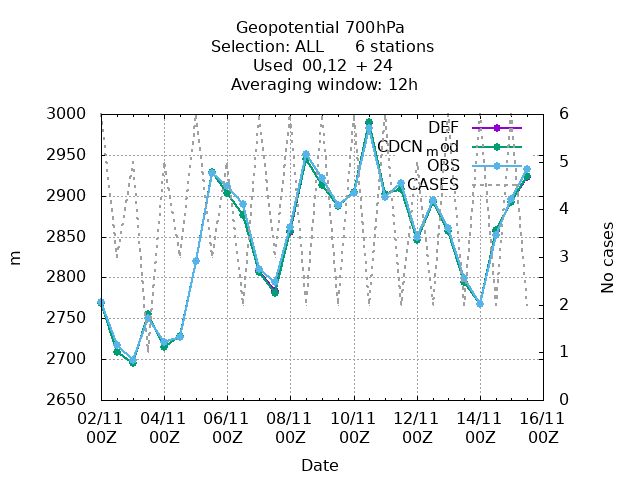 Geopotential 700hPa
Selection: ALL 6 stations
Used 00,12 + 24
Averaging window: 12h
3000
2950
2900
2850
2800
2750
2700
2650
6
5
4
3
2
1
0
DEF
CDCN_mod
OBS
CASES
m
No cases
02/11 04/11 06/11 08/11 10/11 12/11 14/11 16/11
00Z 00Z 00Z 00Z 00Z 00Z 00Z 00Z
Date